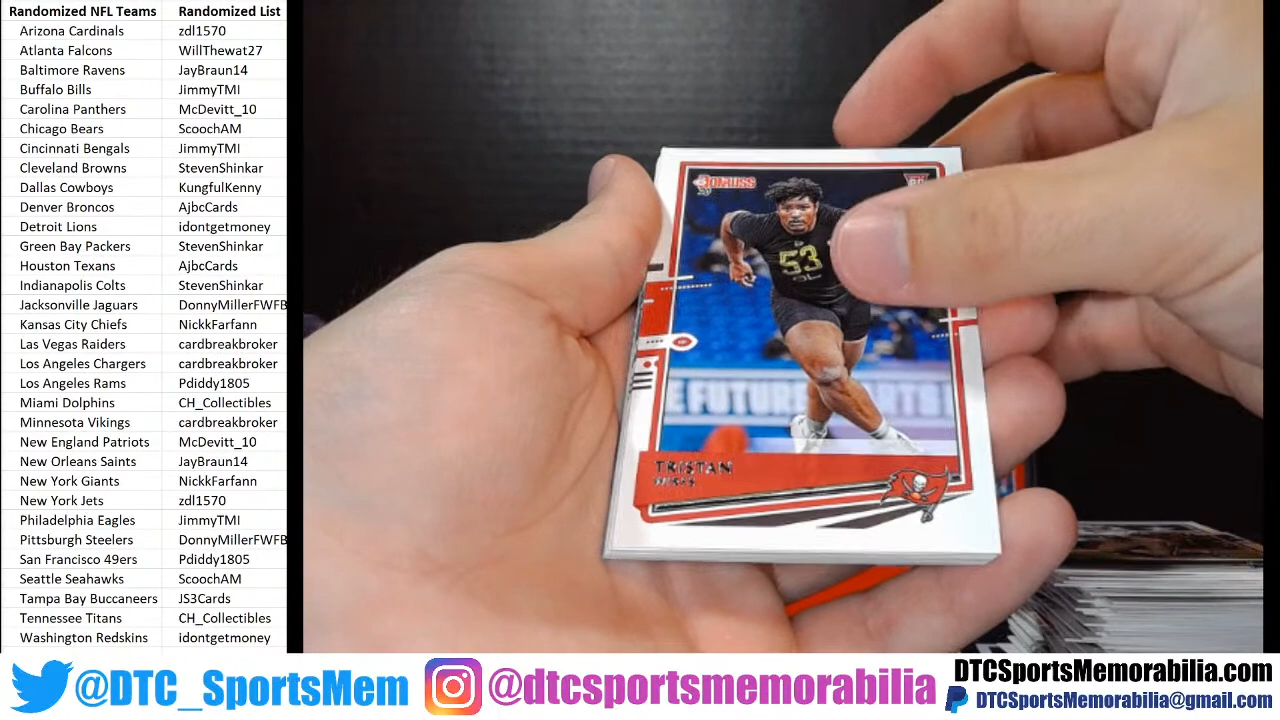 Randomized NFL Teams Randomized List
Arizona Cardinals zdl1570
Atlanta Falcons WillThewat27
Baltimore Ravens JayBraun14
Buffalo Bills JimmyTMI
Carolina Panthers McDevitt_10
Chicago Bears ScoochAM
Cincinnati Bengals JimmyTMI
Cleveland Browns StevenShinkar
Dallas Cowboys KungfulKenny
Denver Broncos AjbcCards
Detroit Lions idontgetmoney
Green Bay Packers StevenShinkar
Houston Texans AjbcCards
Indianapolis Colts StevenShinkar
Jacksonville Jaguars DonnyMillerFWFB
Kansas City Chiefs NickkFarfann
Las Vegas Raiders cardbreakbroker
Los Angeles Chargers cardbreakbroker
Los Angeles Rams Pdiddy1805
Miami Dolphins CH_Collectibles
Minnesota Vikings cardbreakbroker
New England Patriots McDevitt_10
New Orleans Saints JayBraun14
New York Giants NickkFarfann
New York Jets zdl1570
Philadelphia Eagles JimmyTMI
Pittsburgh Steelers DonnyMillerFWFB
San Francisco 49ers Pdiddy1805
Seattle Seahawks ScoochAM
Tampa Bay Buccaneers JS3Cards
Tennessee Titans CH_Collectibles
Washington Redskins idontgetmoney
DONRUSS
53
OL
E FUTURE
TRISTAN
WIRFS
@DTC_SportsMem
@dtcsportsmemorabilia
DTCSportsMemorabilia.com
DTCSportsMemorabilia@gmail.com